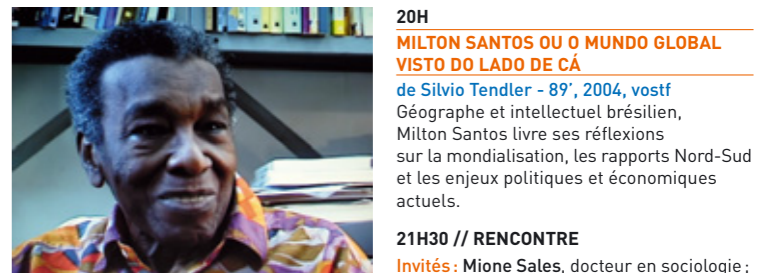 20H
MILTON SANTOS OU O MUNDO GLOBAL
VISTO DO LADO DE CÁ
de Silvio Tendler - 89’, 2004, vostf
Géographe et intellectuel brésilien,
Milton Santos livre ses réflexions
sur la mondialisation, les rapports Nord-Sud
et les enjeux politiques et économiques
actuels.
21H30 // RENCONTRE
Invités : Mione Sales, docteur en sociologie ;